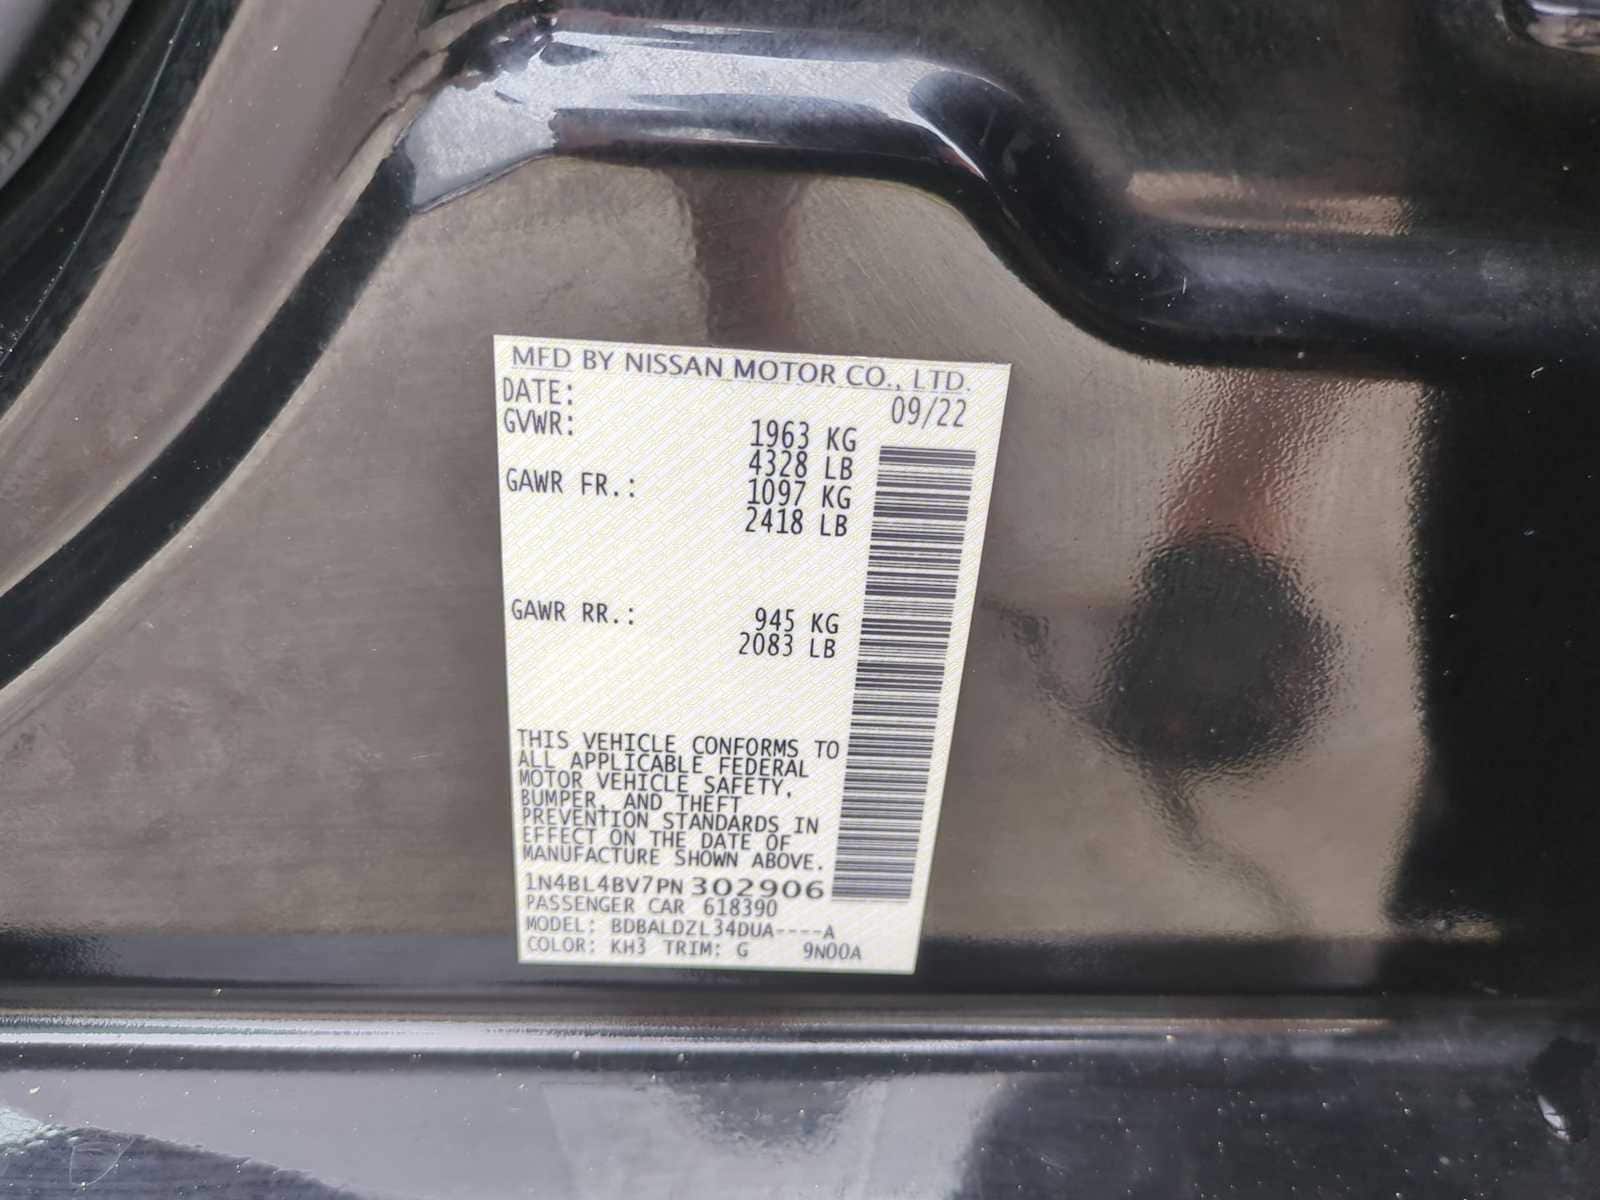 MFD BY NISSAN MOTOR CO., LTD.
DATE: 09/22
GVWR: 1963 KG
4328 LB
GAWR FR.: 1097 KG
2418 LB
GAWR RR.: 945 KG
2083 LB
THIS VEHICLE CONFORMS TO
ALL APPLICABLE FEDERAL
MOTOR VEHICLE SAFETY,
BUMPER, AND THEFT
PREVENTION STANDARDS IN
EFFECT ON THE DATE OF
MANUFACTURE SHOWN ABOVE.
1N4BL4BV7PN302906
PASSENGER CAR 618390
MODEL: BDBALDZL34DUA----A
COLOR: KH3 TRIM: G 9N00A